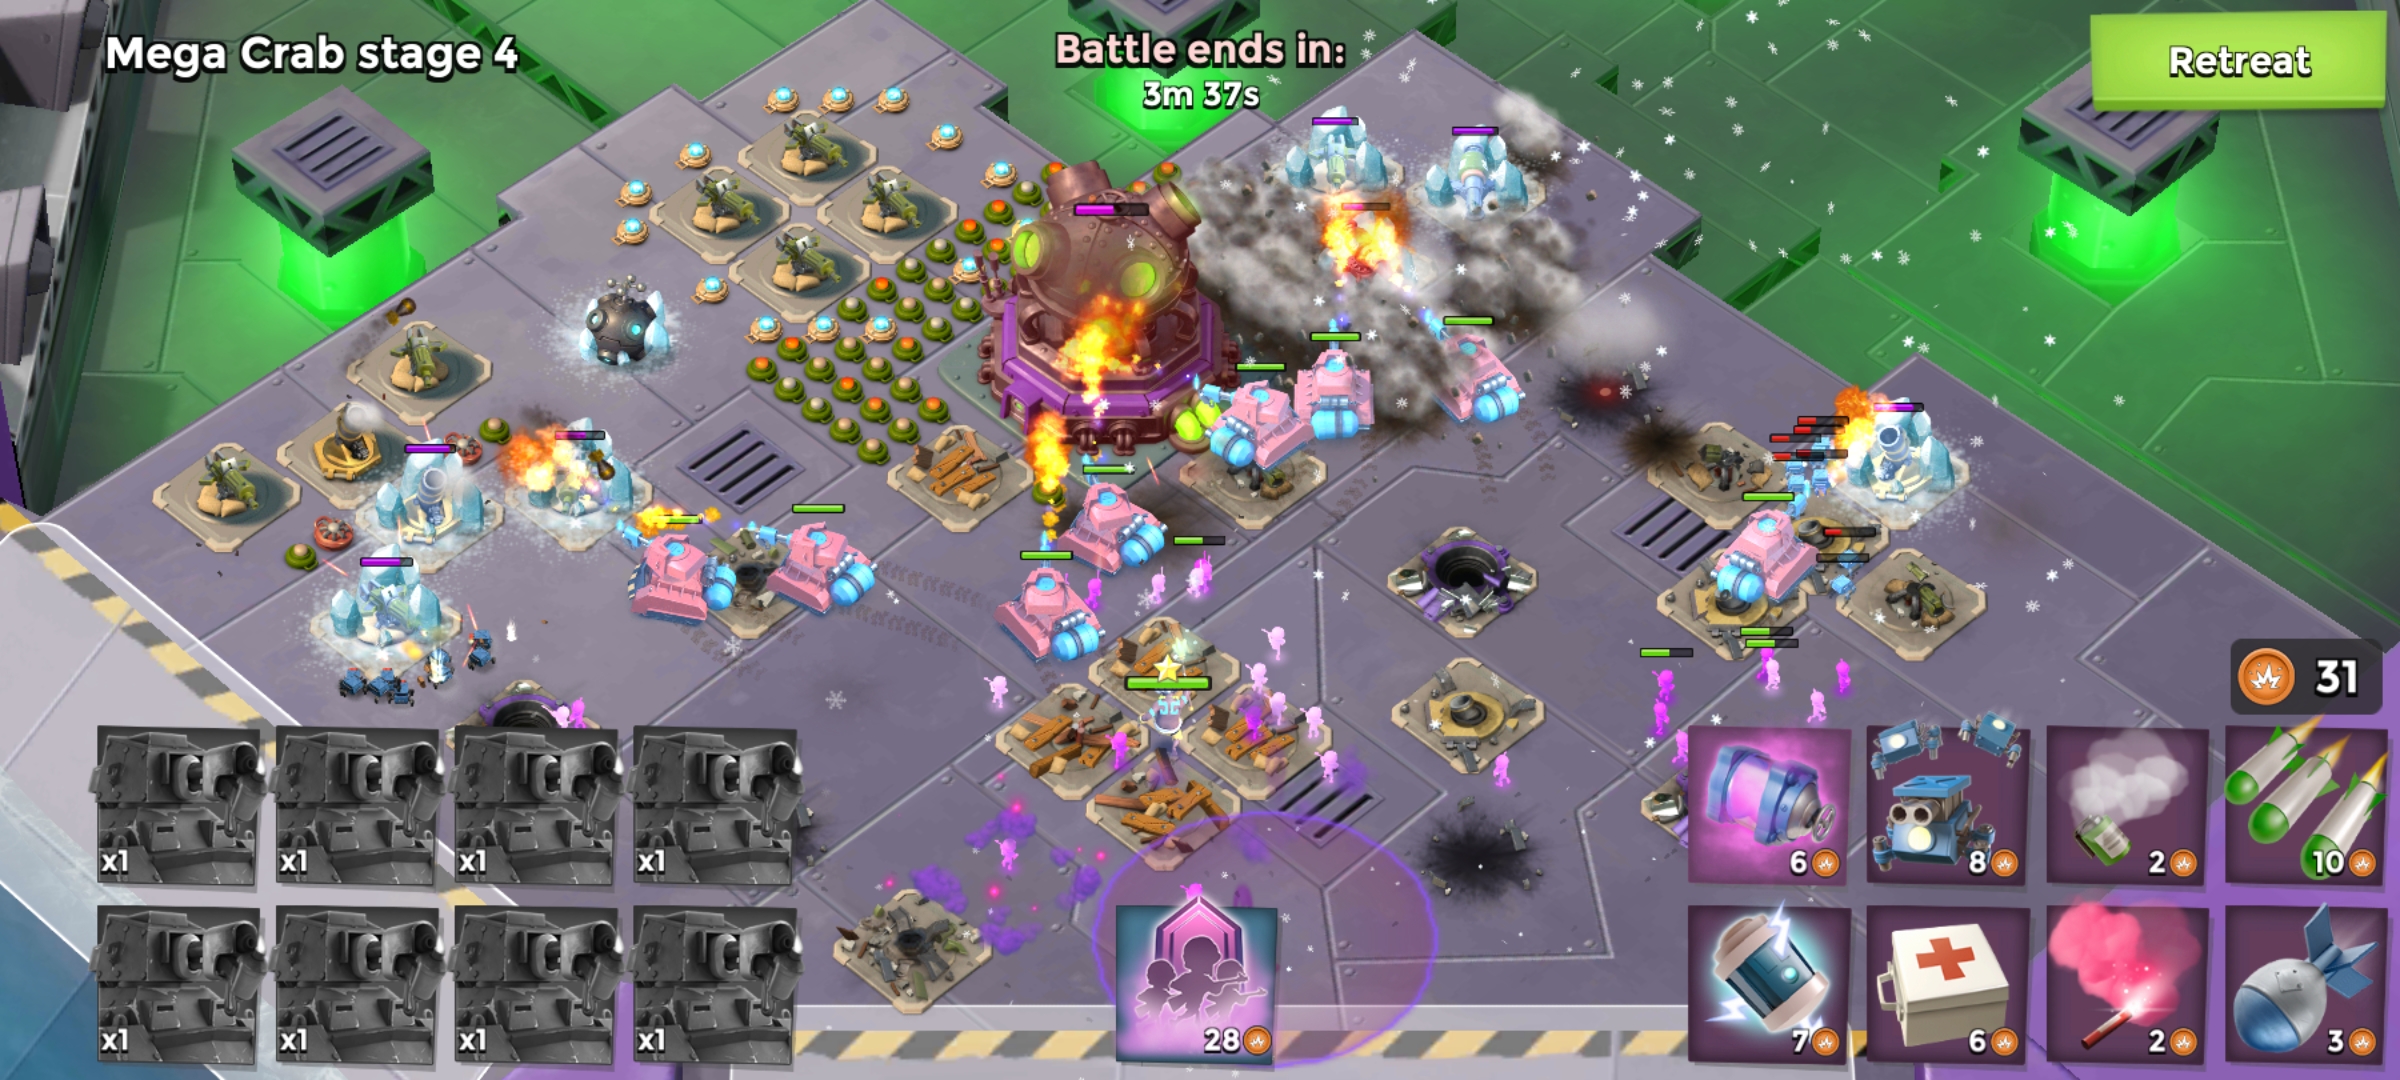 Mega Crab stage 4
Battle ends in:
3m 37s
Retreat
52
31
x1
x1
x1
x1
6
8
2
10
x1
x1
x1
x1
28
7
6
2
3